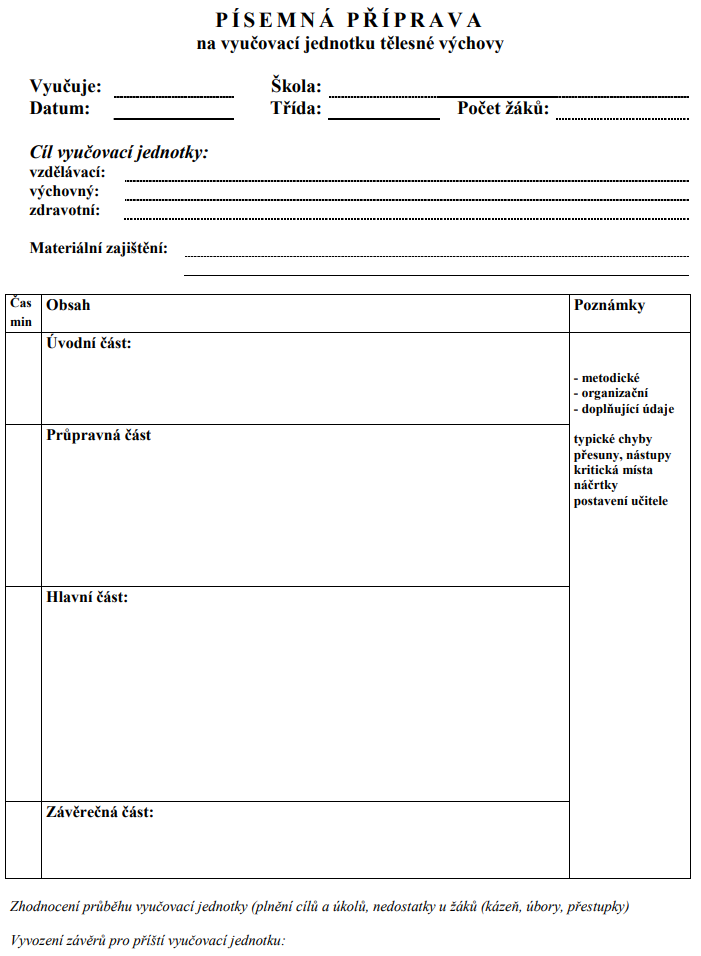 PÍSEMNÁ PŘÍPRAVA
na vyučovací jednotku tělesné výchovy
Vyučuje: Škola:
Datum: Třída: Počet žáků:
Cíl vyučovací jednotky:
vzdělávací:
výchovný:
zdravotní:
Materiální zajištění:
Čas min Obsah Poznámky
Úvodní část:
- metodické
- organizační
- doplňující údaje
Průpravná část
typické chyby
přesuny, nástupy
kritická místa
náčrtky
postavení učitele
Hlavní část:
Závěrečná část:
Zhodnocení průběhu vyučovací jednotky (plnění cílů a úkolů, nedostatky u žáků (kázeň, úbory, přestupky)
Vyvození závěrů pro příští vyučovací jednotku: